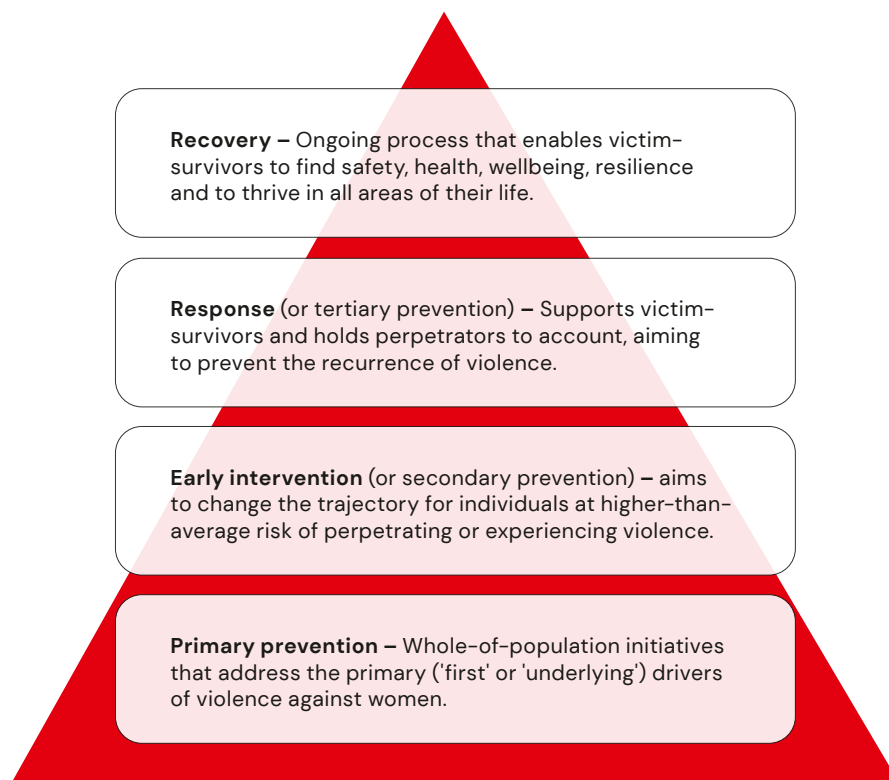 Recovery – Ongoing process that enables victim-
survivors to find safety, health, wellbeing, resilience
and to thrive in all areas of their life.
Response (or tertiary prevention) – Supports victim-
survivors and holds perpetrators to account, aiming
to prevent the recurrence of violence.
Early intervention (or secondary prevention) – aims
to change the trajectory for individuals at higher-than-
average risk of perpetrating or experiencing violence.
Primary prevention – Whole-of-population initiatives
that address the primary ('first' or 'underlying') drivers
of violence against women.